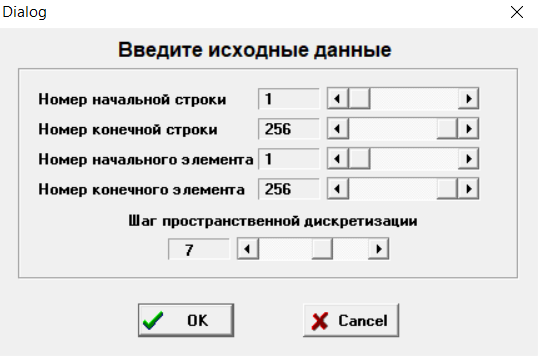 Dialog
Введите исходные данные
Номер начальной строки 1
Номер конечной строки 256
Номер начального элемента 1
Номер конечного элемента 256
Шаг пространственной дискретизации
7
OK Cancel